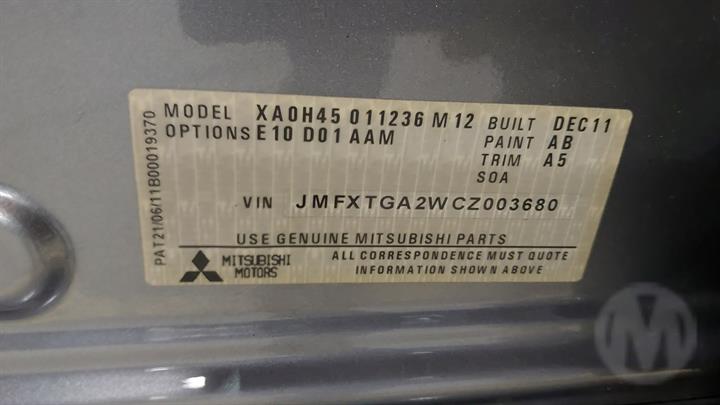 MODEL XA0H45 011236 M12 BUILT DEC11
OPTIONS E10 D01 AAM PAINT AB
TRIM A5
SOA
VIN JMFXTGA2WCZ003680
USE GENUINE MITSUBISHI PARTS
MITSUBISHI MOTORS
ALL CORRESPONDENCE MUST QUOTE
INFORMATION SHOWN ABOVE
PAT21/06/11B00019370
M